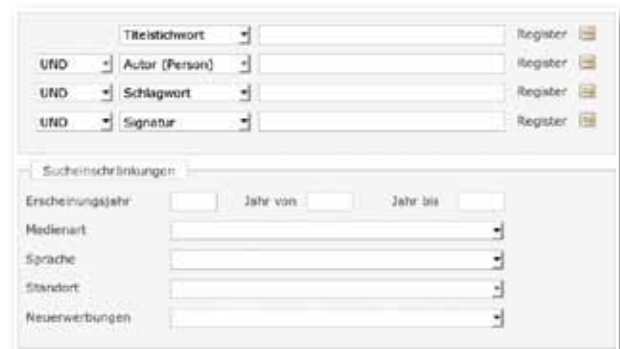 Titelstichwort Register
UND Autor (Person) Register
UND Schlagwort Register
UND Signatur Register
Sucheinschränkungen
Erscheinungsjahr Jahr von Jahr bis
Medienart
Sprache
Standort
Neuerwerbungen